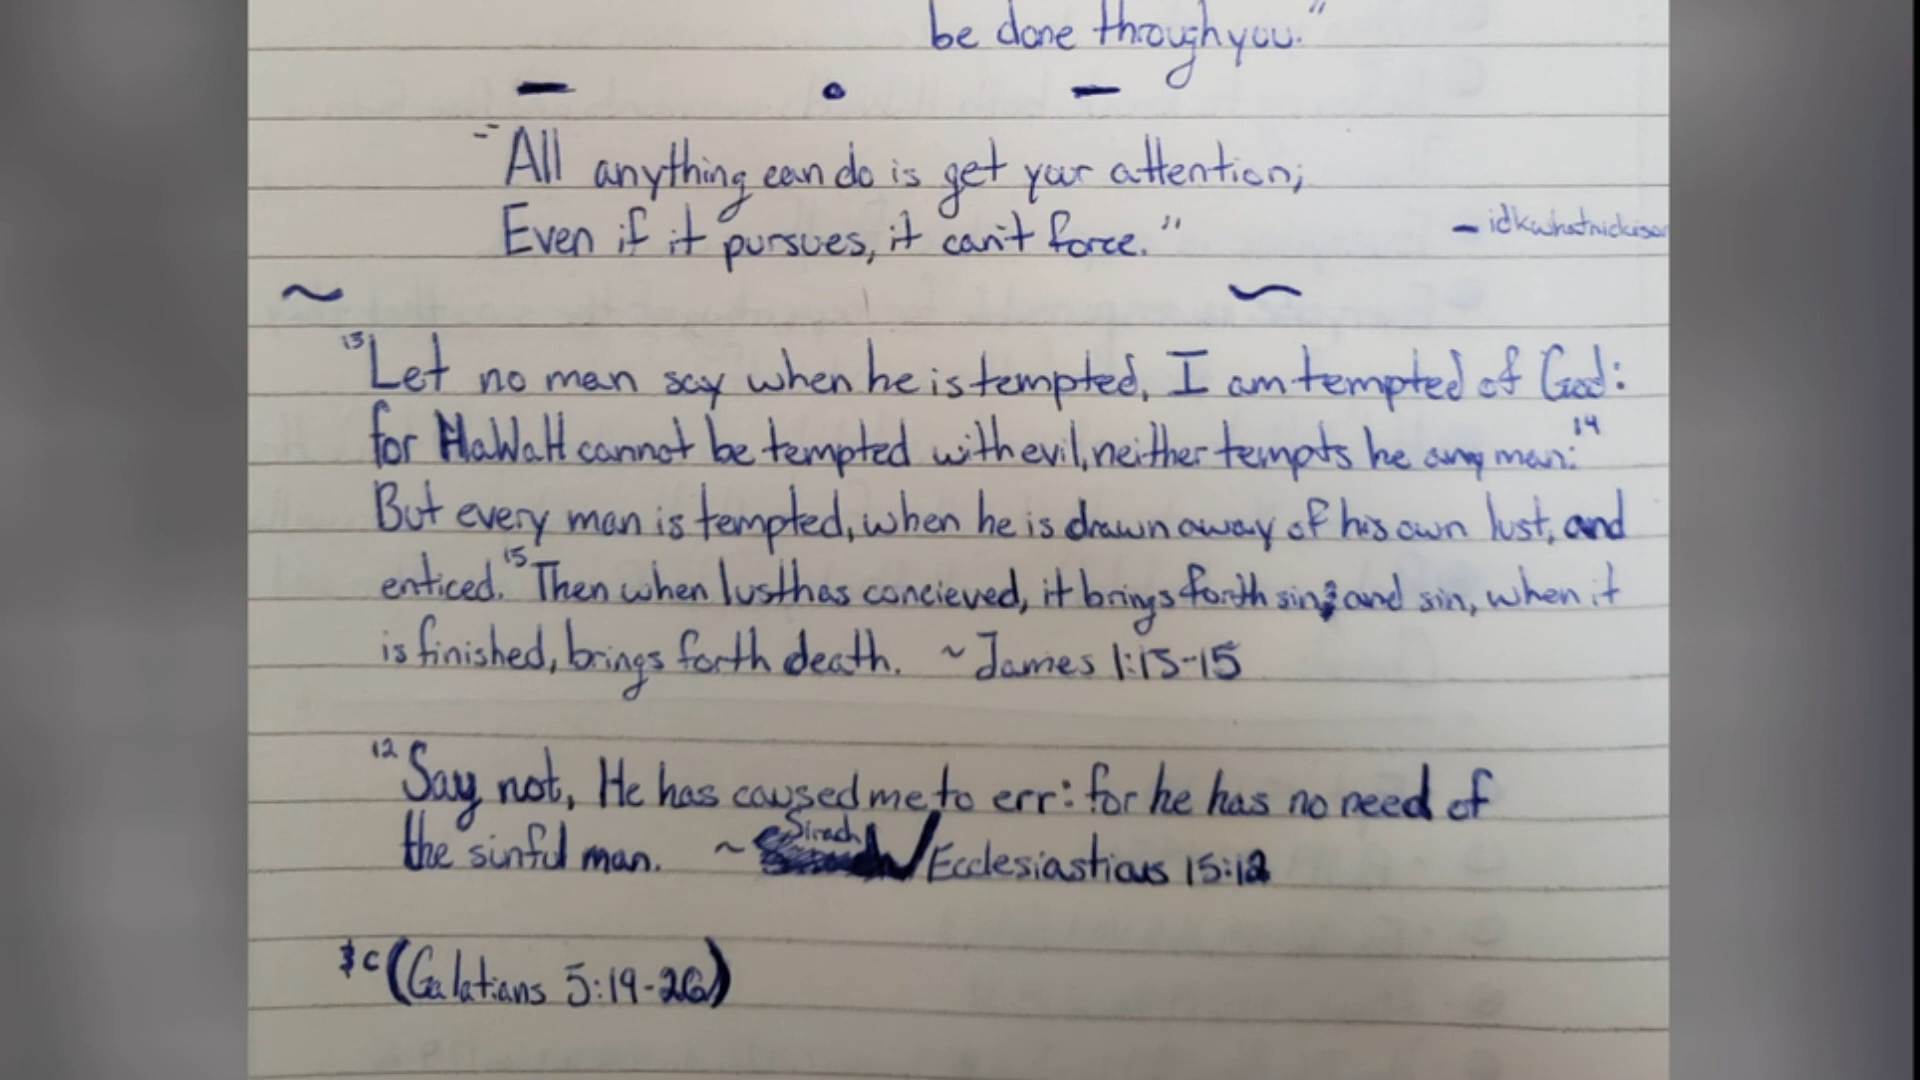 be done through you."
"All anything can do is get your attention;
Even if it pursues, it can't force."
- idkwhatnickison
13 Let no man say when he is tempted, I am tempted of God:
for HaWaH cannot be tempted with evil, neither tempts he any man: 14
But every man is tempted, when he is drawn away of his own lust, and
enticed. 15 Then when lust has concieved, it brings forth sin; and sin, when it
is finished, brings forth death. ~ James 1:13-15
12 Say not, He has caused me to err: for he has no need of
the sinful man. ~ Sirach/Ecclesiasticus 15:12
&c (Galatians 5:19-26)